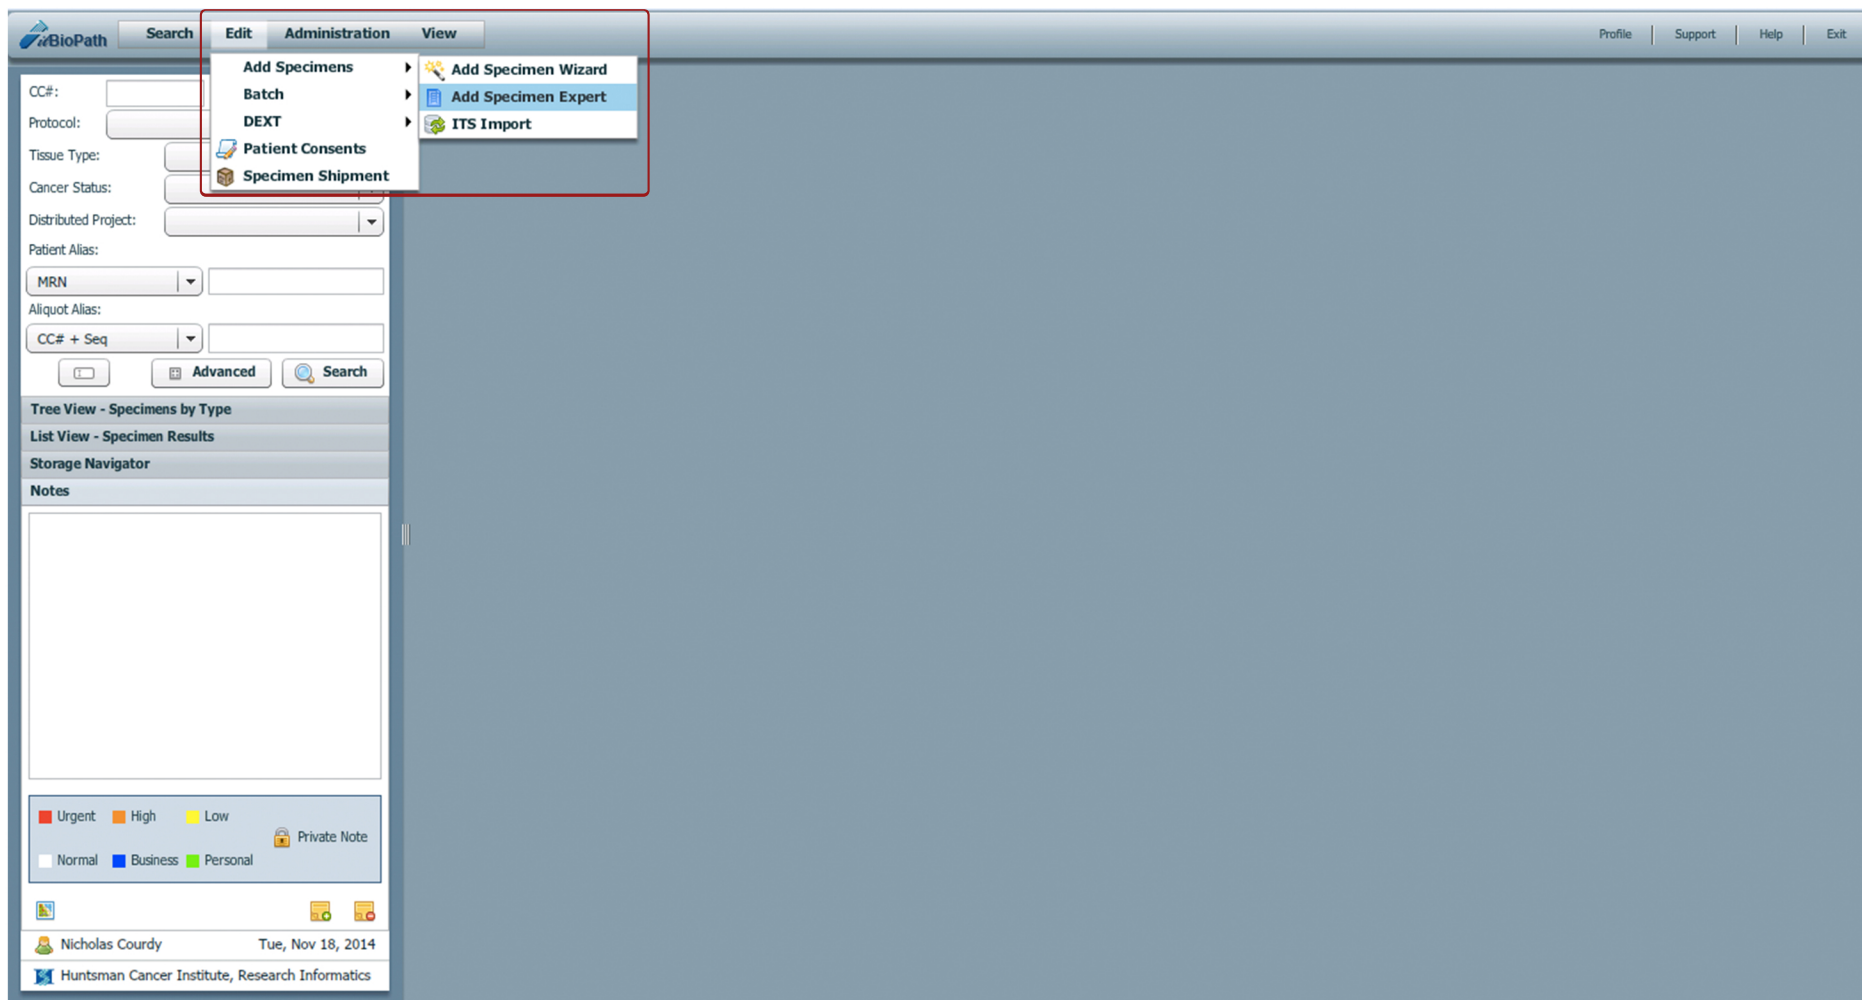 itBioPath Search Edit Administration View Profile Support Help Exit
Add Specimens
Batch
DEXT
Patient Consents
Specimen Shipment
Add Specimen Wizard
Add Specimen Expert
ITS Import
CC#:
Protocol:
Tissue Type:
Cancer Status:
Distributed Project:
Patient Alias:
MRN
Aliquot Alias:
CC# + Seq
Advanced Search
Tree View - Specimens by Type
List View - Specimen Results
Storage Navigator
Notes
Urgent High Low
Private Note
Normal Business Personal
Nicholas Courdy Tue, Nov 18, 2014
Huntsman Cancer Institute, Research Informatics